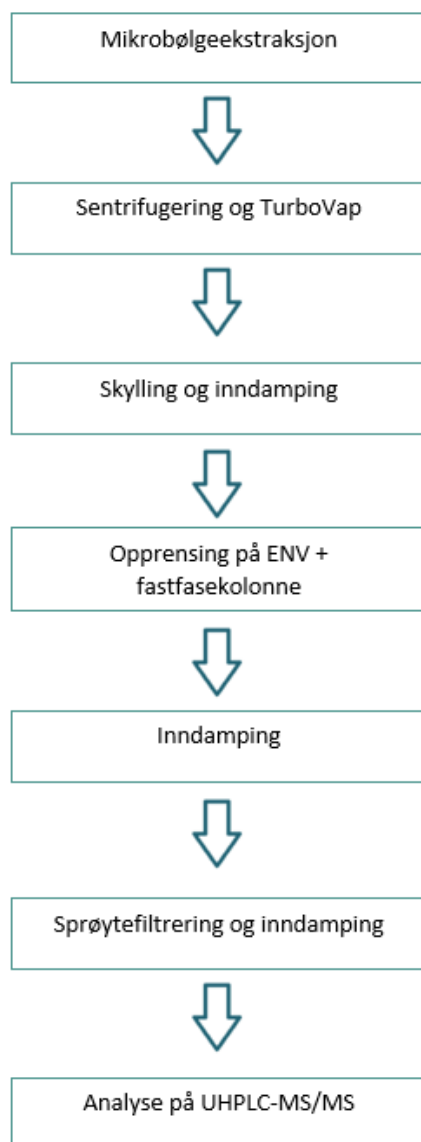 Mikrobølgeekstraksjon
Sentrifugering og TurboVap
Skylling og inndamping
Opprensing på ENV +
fastfasekolonne
Inndamping
Sprøytefiltrering og inndamping
Analyse på UHPLC-MS/MS